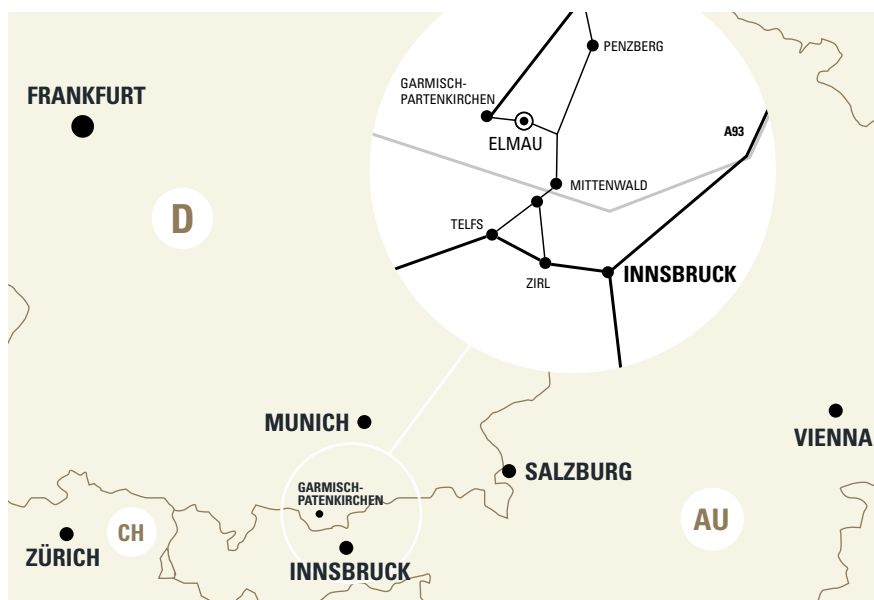 PENZBERG
FRANKFURT
GARMISCH-
PARTENKIRCHEN
A93
ELMAU
MITTENWALD
D
TELFS
INNSBRUCK
ZIRL
MUNICH
VIENNA
SALZBURG
GARMISCH-
PATENKIRCHEN
AU
CH
ZÜRICH
INNSBRUCK